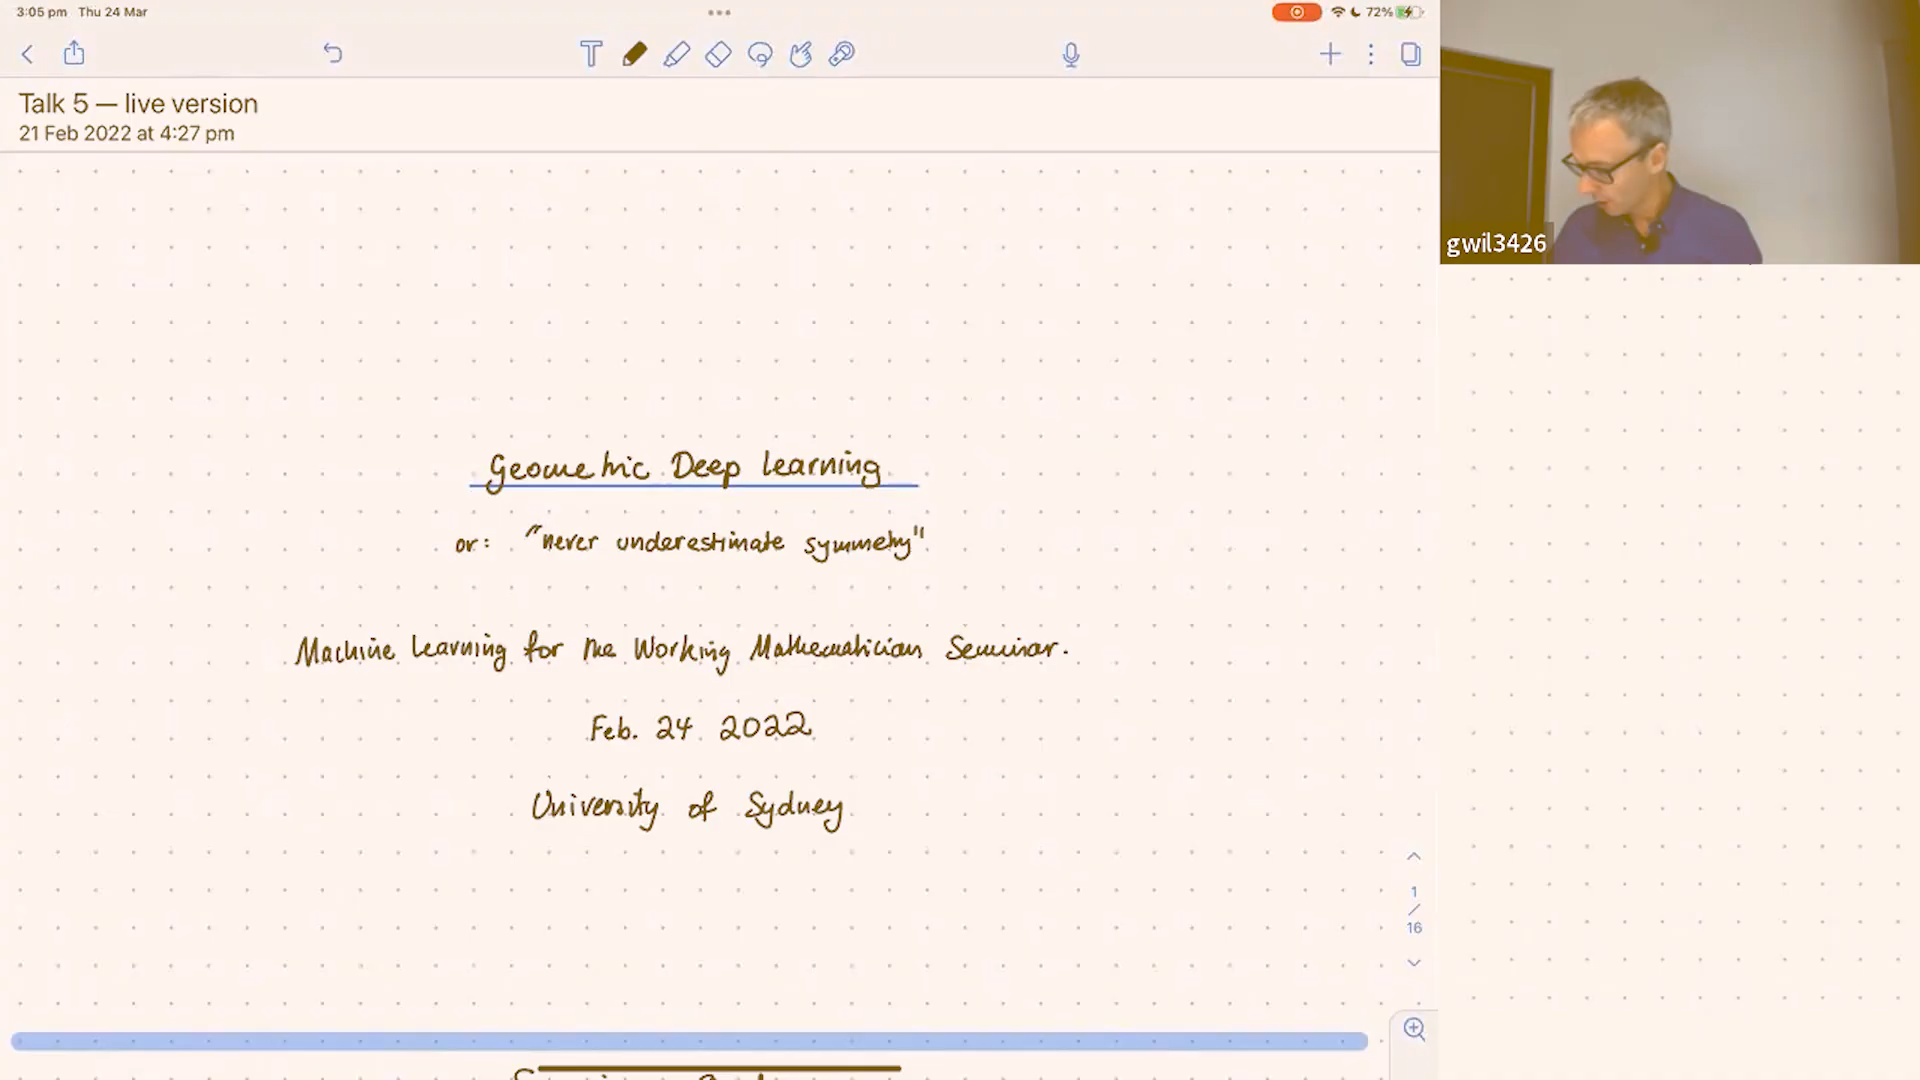 3:05 pm Thu 24 Mar
72%
Talk 5 — live version
21 Feb 2022 at 4:27 pm
gwil3426
Geometric Deep Learning
or: "never underestimate symmetry"
Machine Learning for the Working Mathematician Seminar.
Feb. 24 2022
University of Sydney
1
/
16